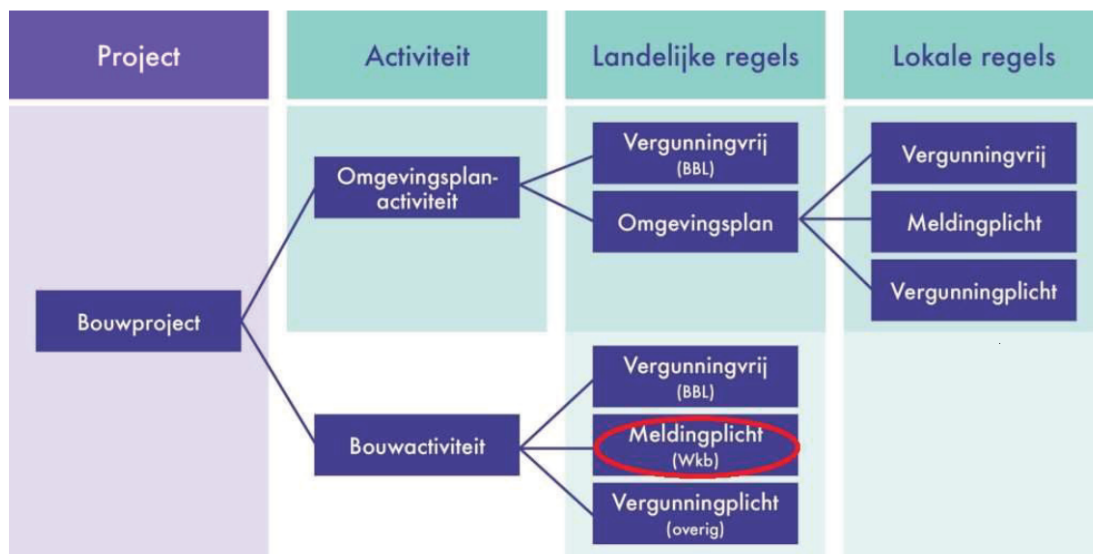 Project
Activiteit
Landelijke regels
Lokale regels
Bouwproject
Omgevingsplan-
activiteit
Vergunningvrij
(BBL)
Omgevingsplan
Vergunningvrij
Meldingplicht
Vergunningplicht
Bouwactiviteit
Vergunningvrij
(BBL)
Meldingplicht
(Wkb)
Vergunningplicht
(overig)